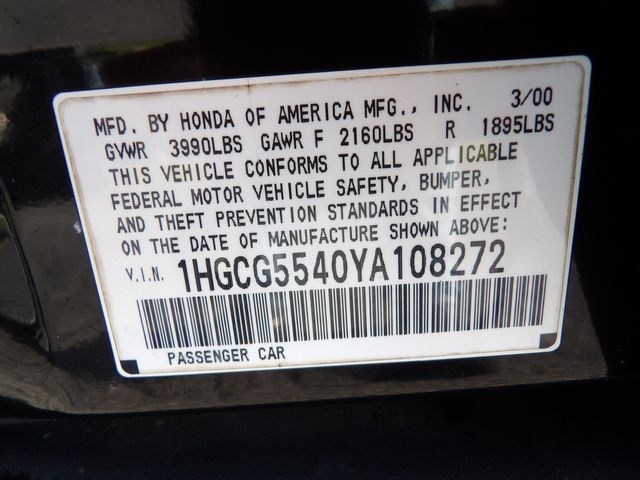 MFD. BY HONDA OF AMERICA MFG., INC. 3/00
GVWR 3990LBS GAWR F 2160LBS R 1895LBS
THIS VEHICLE CONFORMS TO ALL APPLICABLE
FEDERAL MOTOR VEHICLE SAFETY, BUMPER,
AND THEFT PREVENTION STANDARDS IN EFFECT
ON THE DATE OF MANUFACTURE SHOWN ABOVE:
V.I.N. 1HGCG5540YA108272
PASSENGER CAR